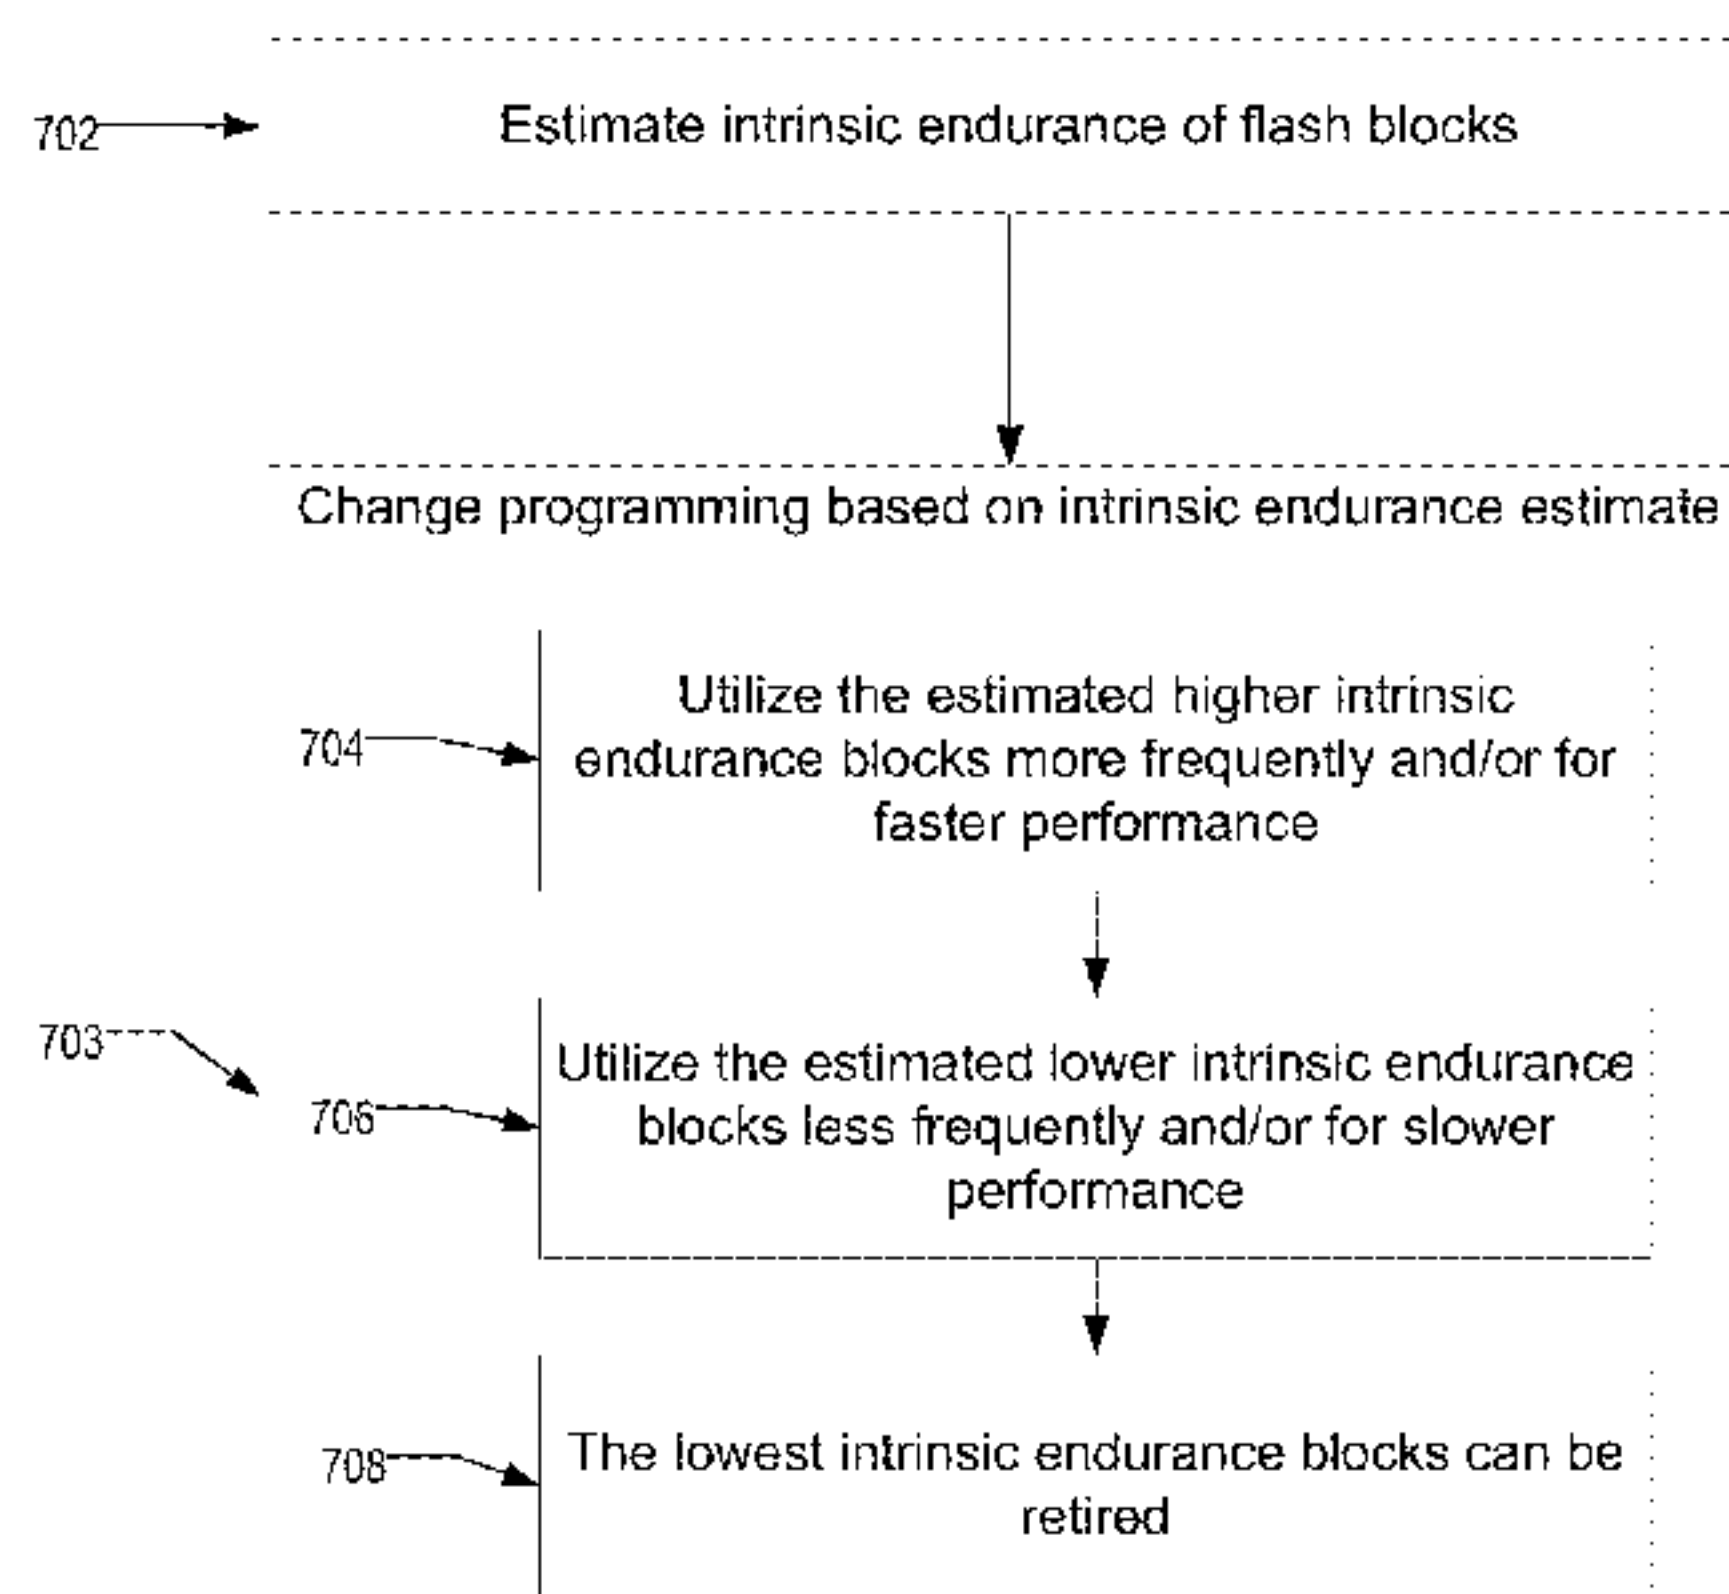 702
Estimate intrinsic endurance of flash blocks
Change programming based on intrinsic endurance estimate
704
Utilize the estimated higher intrinsic
endurance blocks more frequently and/or for
faster performance
703
706
Utilize the estimated lower intrinsic endurance
blocks less frequently and/or for slower
performance
708
The lowest intrinsic endurance blocks can be
retired